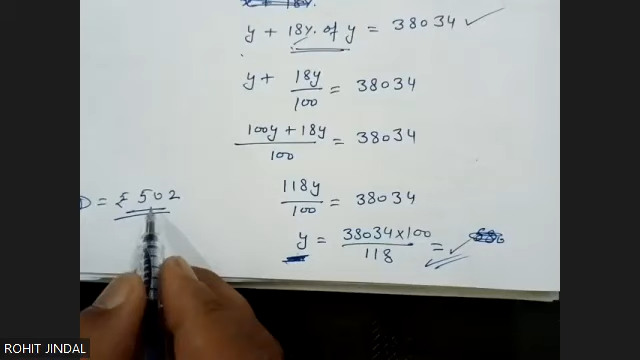 y + 18% of y = 38034
y + 18y/100 = 38034
100y + 18y/100 = 38034
118y/100 = 38034
= ₹ 502
y = 38034 × 100/118 =
ROHIT JINDAL